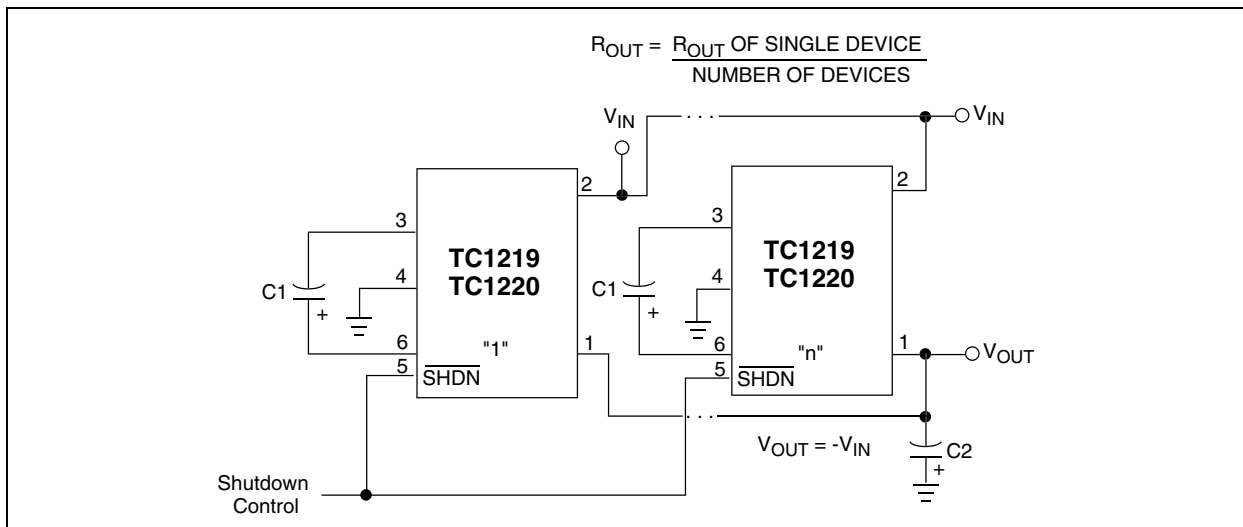 R_OUT = R_OUT OF SINGLE DEVICE
NUMBER OF DEVICES
V_IN
. . .
V_IN
2
2
3
3
TC1219
TC1220
TC1219
TC1220
4
4
C1
+
C1
+
6
"1"
1
6
"n"
1
V_OUT
5
SHDN
5
SHDN
. . .
V_OUT = -V_IN
C2
+
Shutdown
Control